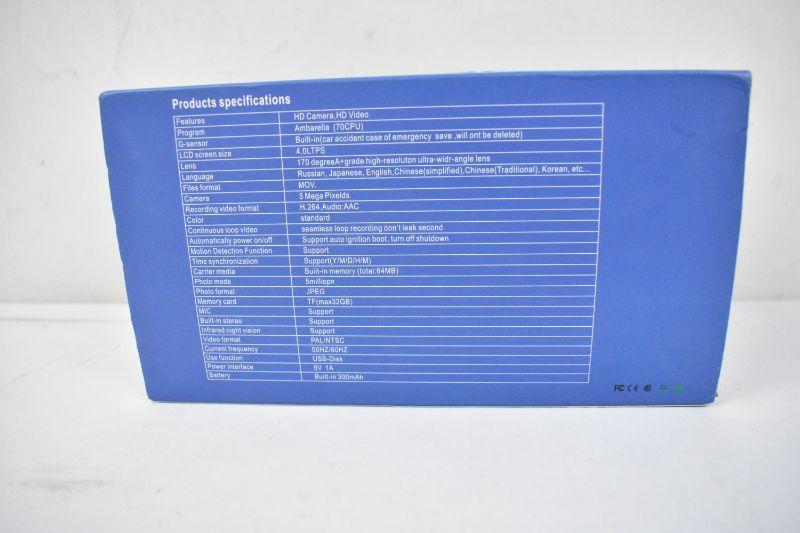 Products specifications
Features HD Camera,HD Video
Program Ambarella (70CPU)
G-sensor Built-in(car accident case of emergency save ,will ont be deleted)
LCD screen size 4.0LTPS
Lens 170 degreeA+grade high-resoluton ultra-widr-angle lens
Language Russian, Japanese, English,Chinese(simplified),Chinese(Traditional), Korean, etc...
Files format MOV.
Camera 5 Mega Pixelds
Recording video format H.264,Audio:AAC
Color standard
Continuous loop video seamless loop recording don't leak second
Automatically power on/off Support auto ignition boot, turn off shutdown
Motion Detection Function Support
Time synchronization Support(Y/M/D/H/M)
Carrier media Built-in memory (total:64MB)
Photo mode 5milliopn
Photo format JPEG
Memory card TF(max32GB)
MiC Support
Built-in stereo Support
Infrared night vision Support
Video format PAL/NTSC
Current frequency 50HZ/60HZ
Use function USB-Disk
Power interface 5V 1A
Battery Built-in 300mAh
FC CE